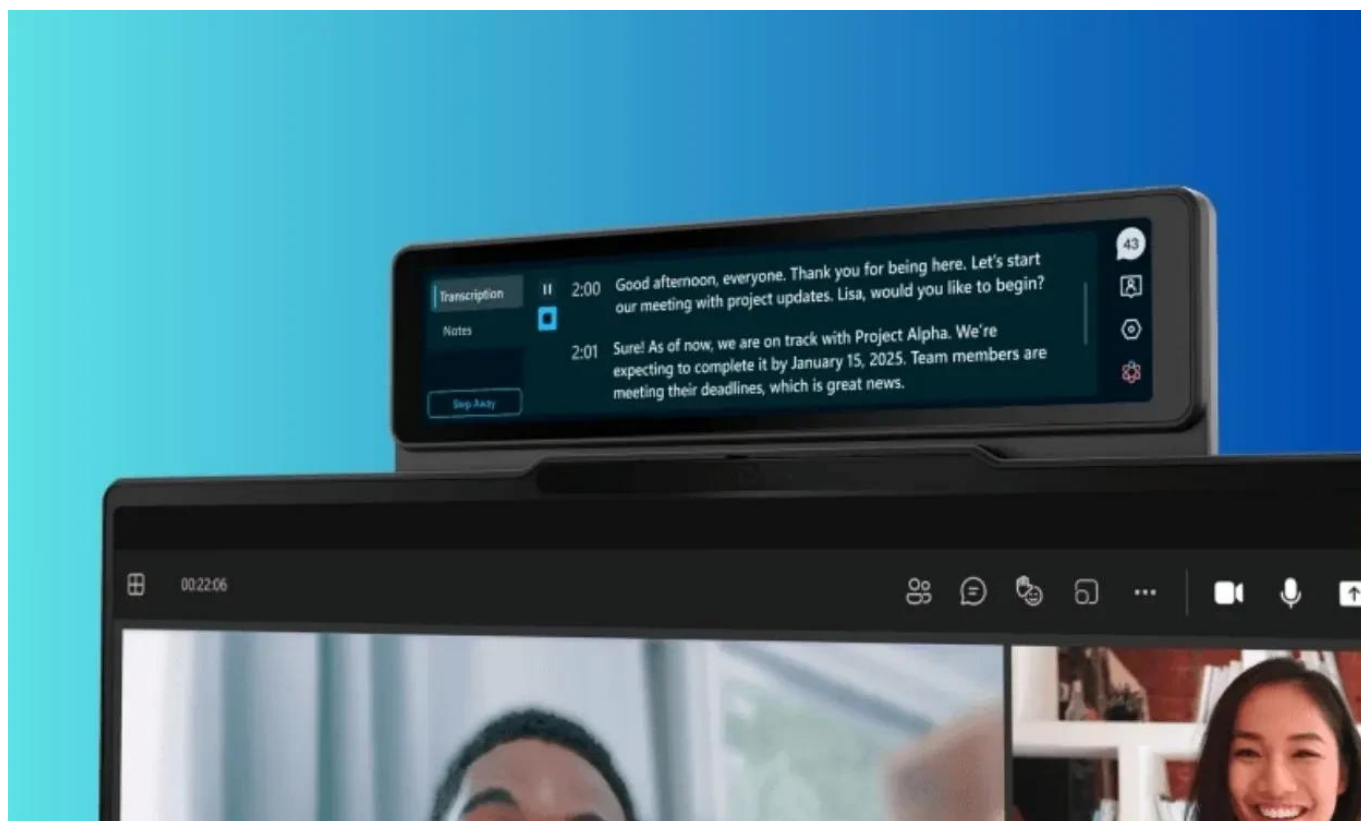 Transcription
Notes
Step Away
2:00
Good afternoon, everyone. Thank you for being here. Let's start
our meeting with project updates. Lisa, would you like to begin?
2:01
Sure! As of now, we are on track with Project Alpha. We're
expecting to complete it by January 15, 2025. Team members are
meeting their deadlines, which is great news.
43
00:22:06